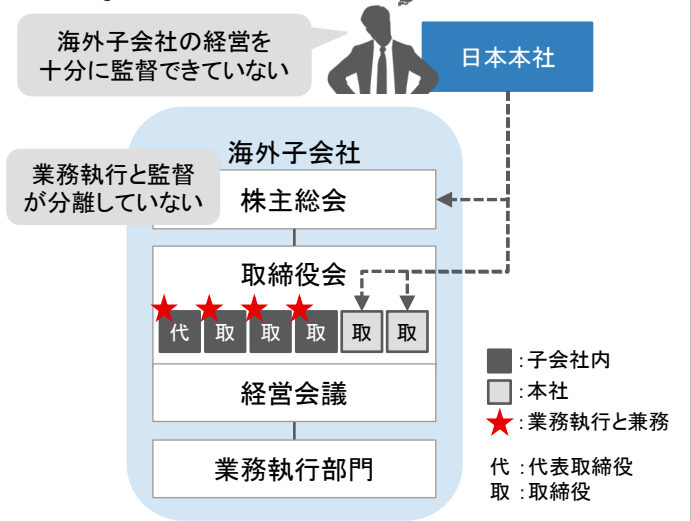 海外子会社の経営を
十分に監督できていない
日本本社
海外子会社
業務執行と監督
が分離していない
株主総会
取締役会
代 取 取 取 取 取
経営会議
業務執行部門
:子会社内
:本社
:業務執行と兼務
代 :代表取締役
取 :取締役